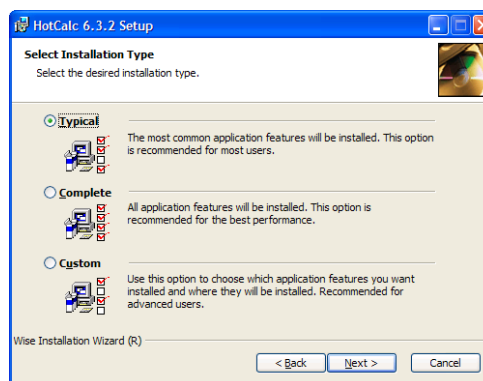 HotCalc 6.3.2 Setup
Select Installation Type
Select the desired installation type.
Typical
The most common application features will be installed. This option
is recommended for most users.
Complete
All application features will be installed. This option is
recommended for the best performance.
Custom
Use this option to choose which application features you want
installed and where they will be installed. Recommended for
advanced users.
Wise Installation Wizard (R)
< Back
Next >
Cancel